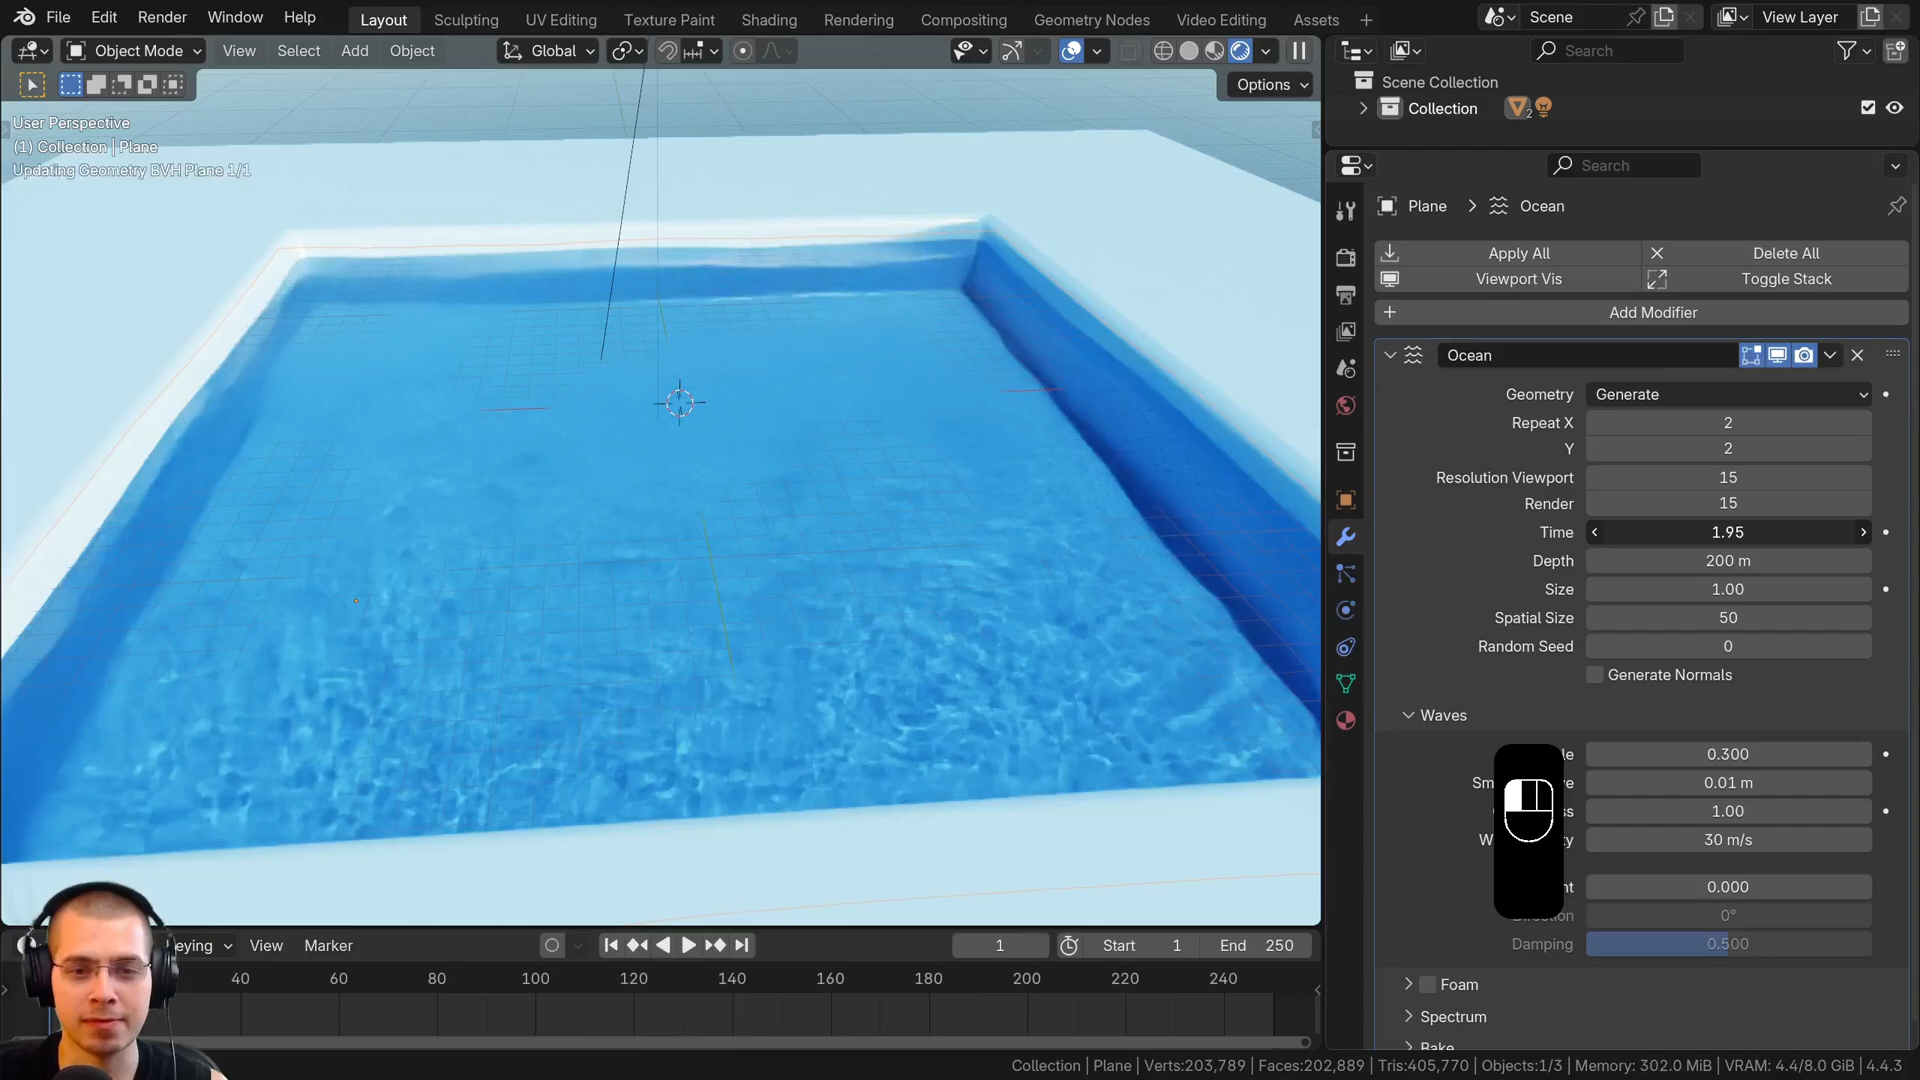 File Edit Render Window Help Layout Sculpting UV Editing Texture Paint Shading Rendering Compositing Geometry Nodes Video Editing Assets Scene View Layer
Object Mode View Select Add Object Global Search
Options
Scene Collection
Collection 2
User Perspective
(1) Collection | Plane
Updating Geometry BVH Plane 1/1
Search
Plane Ocean
Apply All Delete All
Viewport Vis Toggle Stack
Add Modifier
Ocean
Geometry Generate
Repeat X 2
Y 2
Resolution Viewport 15
Render 15
Time 1.95
Depth 200 m
Size 1.00
Spatial Size 50
Random Seed 0
Generate Normals
Waves
0.300
0.01 m
1.00
30 m/s
0.000
Direction 0°
Damping 0.500
Foam
Spectrum
Bake
View Marker 1 Start 1 End 250
40 60 80 100 120 140 160 180 200 220 240
Collection | Plane | Verts:203,789 | Faces:202,889 | Tris:405,770 | Objects:1/3 | Memory: 302.0 MiB | VRAM: 4.4/8.0 GiB | 4.4.3